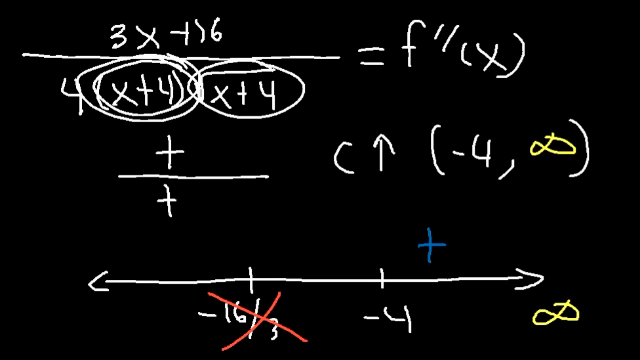 3x+16
4(x+4)√x+4 = f''(x)
+
+
C ↑ (-4, ∞)
+
-16/3 -4 ∞